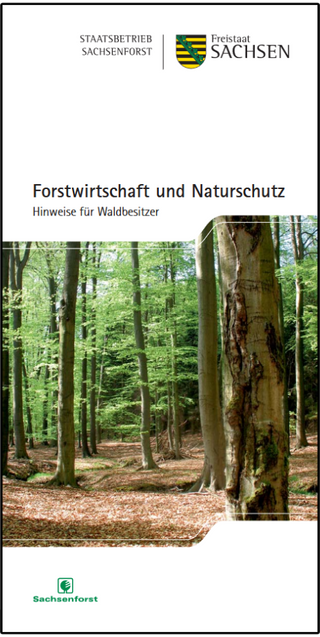 STAATSBETRIEB
SACHSENFORST
Freistaat
SACHSEN
Forstwirtschaft und Naturschutz
Hinweise für Waldbesitzer
Sachsenforst